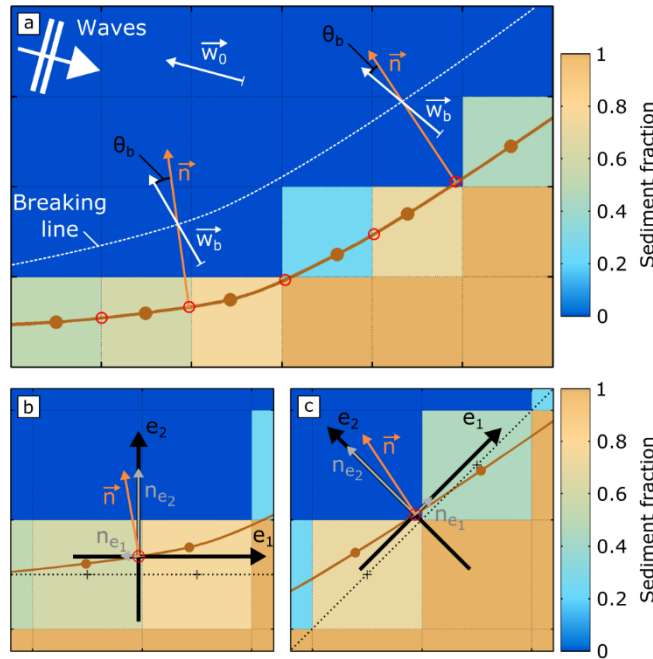 a
Waves
w₀
θb
n
wb
θb
n
wb
Breaking
line
1
0.8
0.6
0.4
0.2
0
Sediment fraction
b
e₂
n
ne₂
ne₁
e₁
c
e₂
n
e₁
ne₂
ne₁
1
0.8
0.6
0.4
0.2
0
Sediment fraction